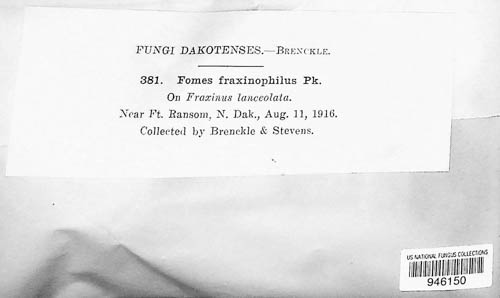 FUNGI DAKOTENSES.—BRENCKLE.
381. Fomes fraxinophilus Pk.
On Fraxinus lanceolata.
Near Ft. Ransom, N. Dak., Aug. 11, 1916.
Collected by Brenckle & Stevens.
US NATIONAL FUNGUS COLLECTIONS
946150